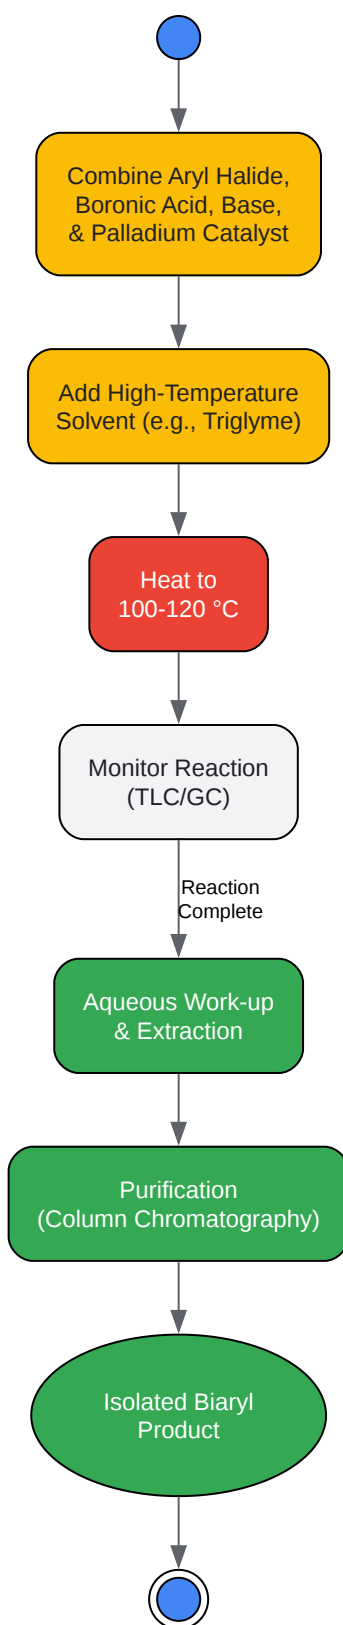 Combine Aryl Halide,
Boronic Acid, Base,
& Palladium Catalyst
Add High-Temperature
Solvent (e.g., Triglyme)
Heat to
100-120 °C
Monitor Reaction
(TLC/GC)
Reaction
Complete
Aqueous Work-up
& Extraction
Purification
(Column Chromatography)
Isolated Biaryl
Product